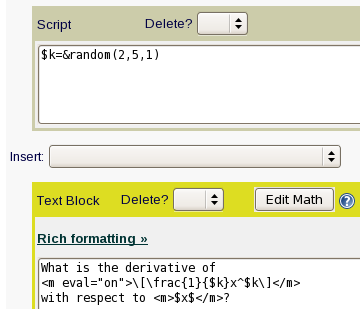 Script Delete?
$k=&random(2,5,1)
Insert:
Text Block Delete? Edit Math ?
Rich formatting »
What is the derivative of
<m eval="on">\[\frac{1}{$k}x^$k\]</m>
with respect to <m>$x$</m>?